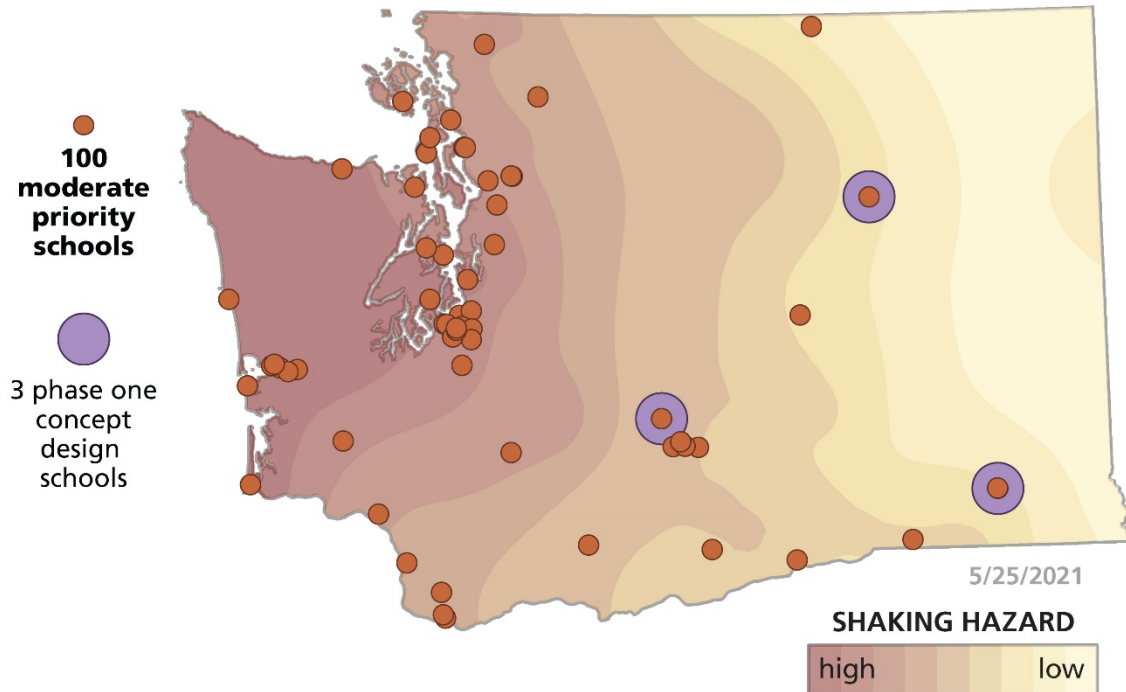 100
moderate
priority
schools
3 phase one
concept
design
schools
5/25/2021
SHAKING HAZARD
high low